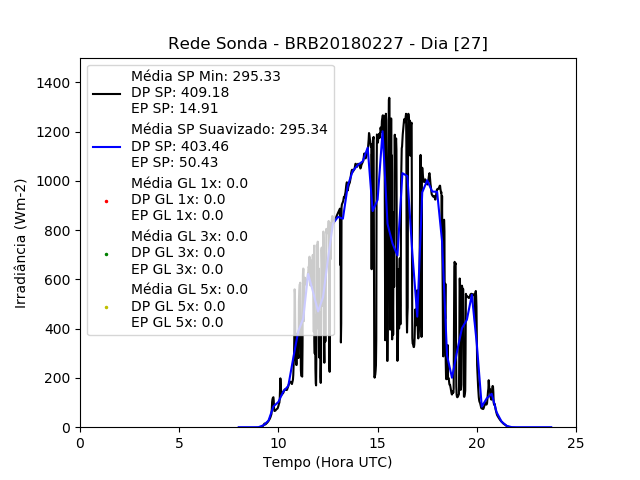 Rede Sonda - BRB20180227 - Dia [27]
Média SP Min: 295.33
DP SP: 409.18
EP SP: 14.91
Média SP Suavizado: 295.34
DP SP: 403.46
EP SP: 50.43
Média GL 1x: 0.0
DP GL 1x: 0.0
EP GL 1x: 0.0
Média GL 3x: 0.0
DP GL 3x: 0.0
EP GL 3x: 0.0
Média GL 5x: 0.0
DP GL 5x: 0.0
EP GL 5x: 0.0
Irradiância (Wm-2)
1400
1200
1000
800
600
400
200
0
0 5 10 15 20 25
Tempo (Hora UTC)